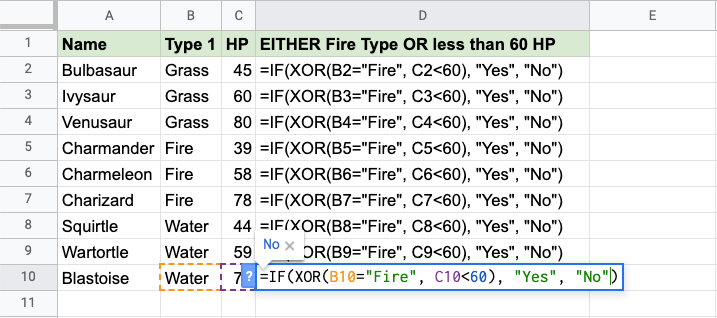 A B C D E
1 Name Type 1 HP EITHER Fire Type OR less than 60 HP
2 Bulbasaur Grass 45 =IF(XOR(B2="Fire", C2<60), "Yes", "No")
3 Ivysaur Grass 60 =IF(XOR(B3="Fire", C3<60), "Yes", "No")
4 Venusaur Grass 80 =IF(XOR(B4="Fire", C4<60), "Yes", "No")
5 Charmander Fire 39 =IF(XOR(B5="Fire", C5<60), "Yes", "No")
6 Charmeleon Fire 58 =IF(XOR(B6="Fire", C6<60), "Yes", "No")
7 Charizard Fire 78 =IF(XOR(B7="Fire", C7<60), "Yes", "No")
8 Squirtle Water 44 =IF(XOR(B8="Fire", C8<60), "Yes", "No")
No ×
9 Wartortle Water 59 (XOR(B9="Fire", C9<60), "Yes", "No")
10 Blastoise Water 7 ? =IF(XOR(B10="Fire", C10<60), "Yes", "No")
11